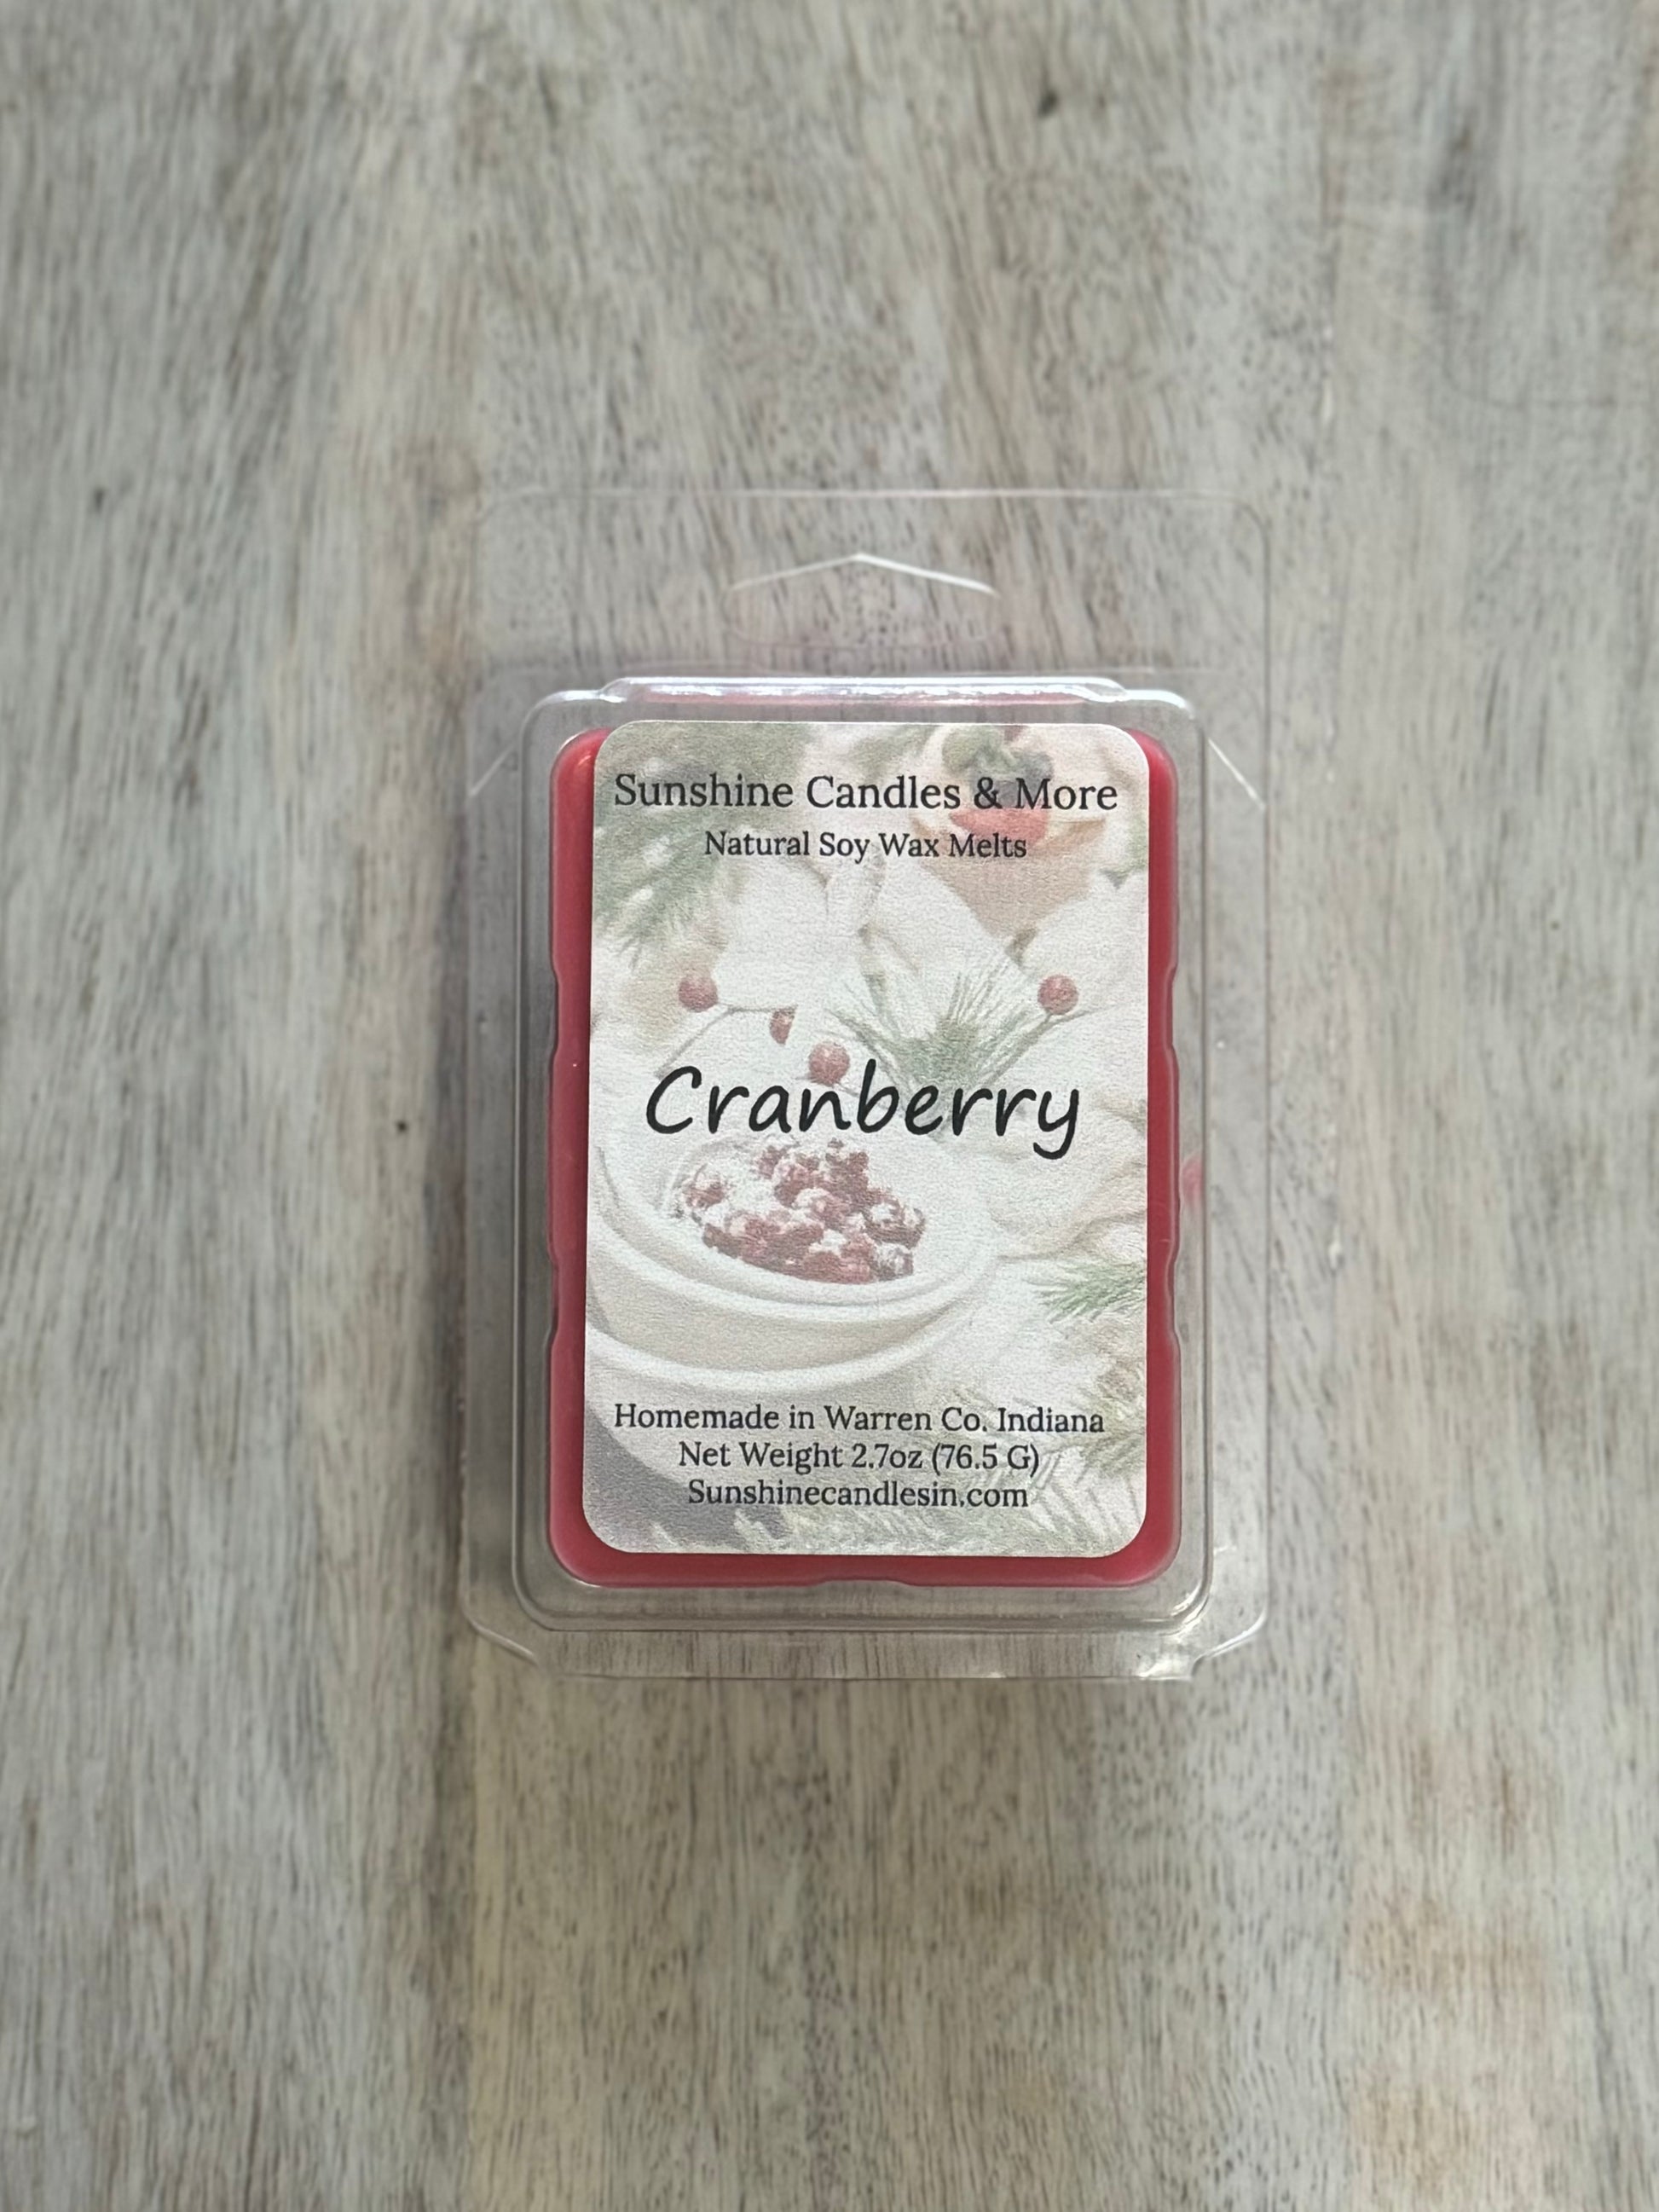 Sunshine Candles & More
Natural Soy Wax Melts
Cranberry
Homemade in Warren Co. Indiana
Net Weight 2.7oz (76.5 G)
Sunshinecandlesin.com